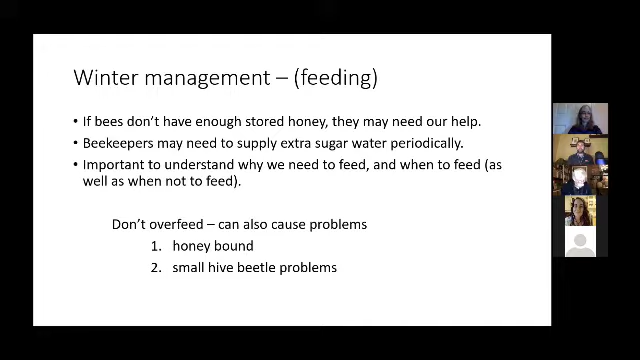 Winter management – (feeding)
• If bees don't have enough stored honey, they may need our help.
• Beekeepers may need to supply extra sugar water periodically.
• Important to understand why we need to feed, and when to feed (as
well as when not to feed).
Don't overfeed – can also cause problems
1. honey bound
2. small hive beetle problems